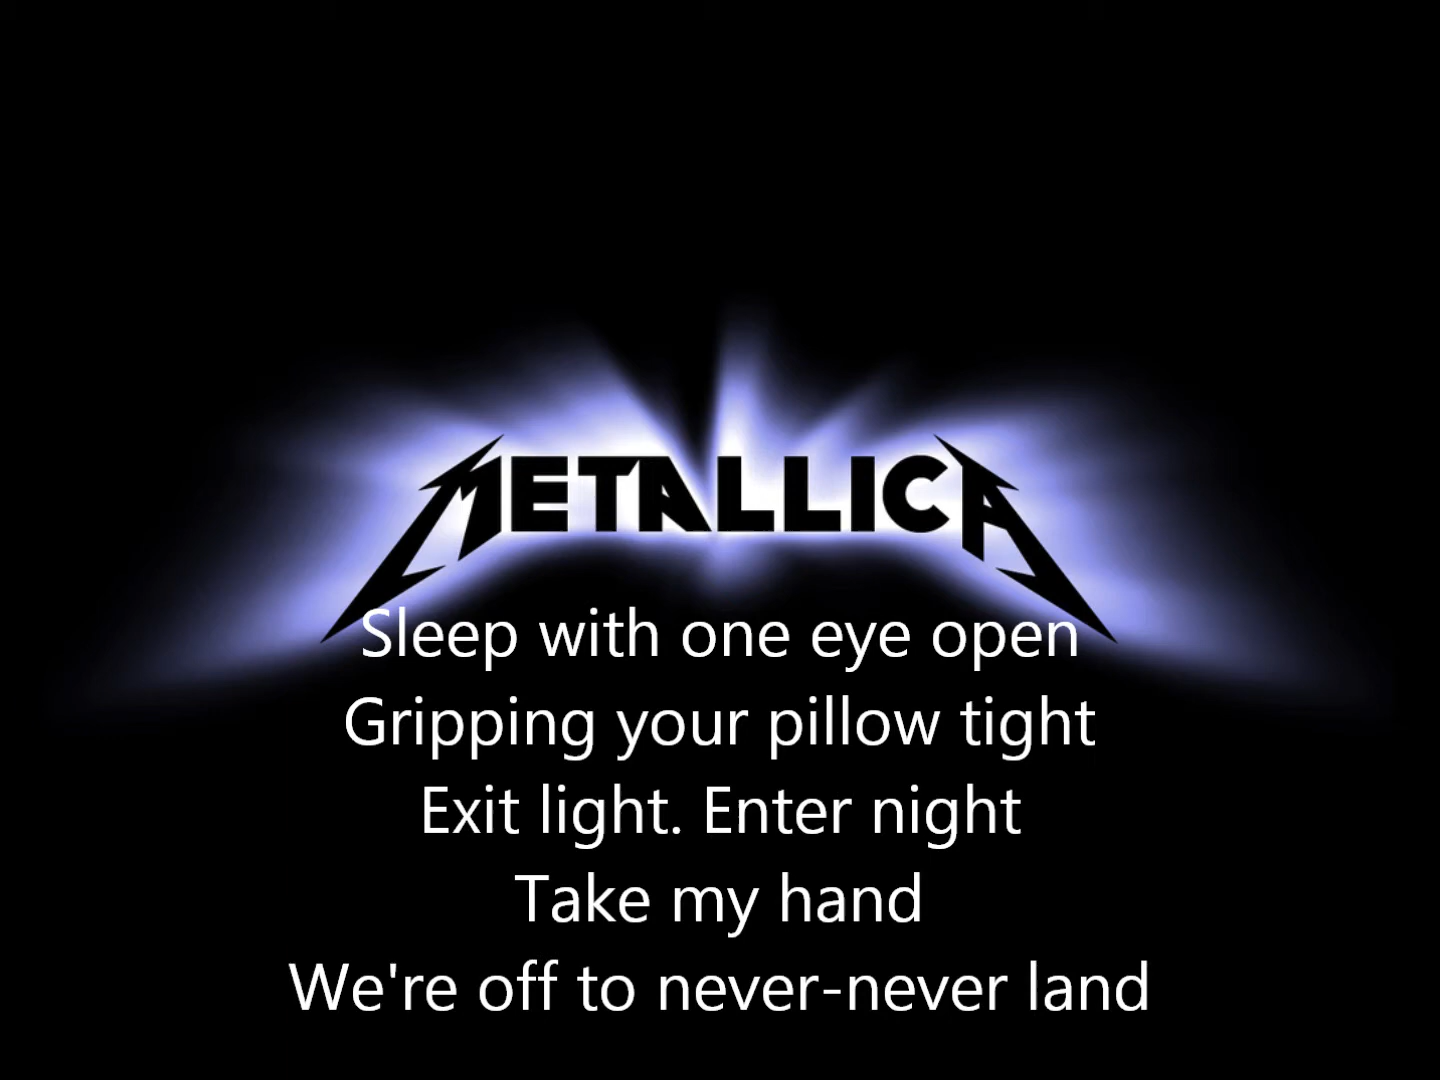 METALLICA
Sleep with one eye open
Gripping your pillow tight
Exit light. Enter night
Take my hand
We're off to never-never land